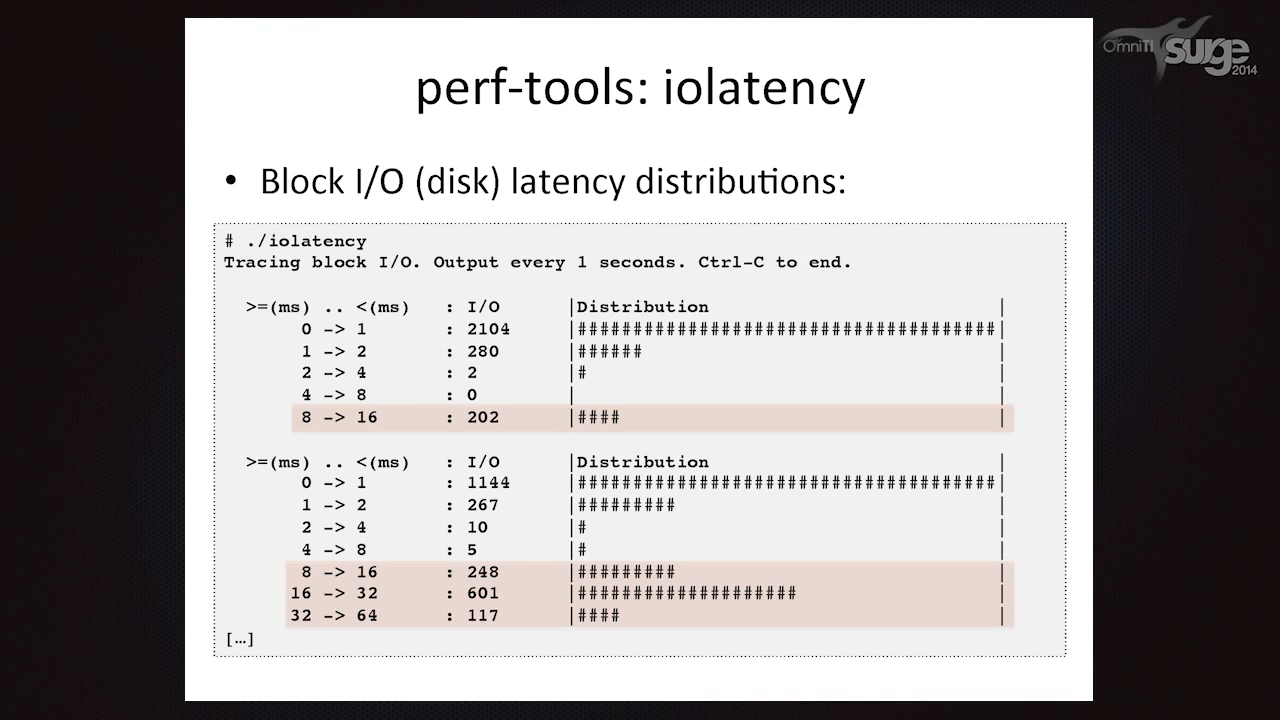 perf-tools: iolatency
OmniTI surge 2014
• Block I/O (disk) latency distributions:
# ./iolatency
Tracing block I/O. Output every 1 seconds. Ctrl-C to end.
>=(ms) .. <(ms) : I/O |Distribution |
0 -> 1 : 2104 |######################################|
1 -> 2 : 280 |###### |
2 -> 4 : 2 |# |
4 -> 8 : 0 | |
8 -> 16 : 202 |#### |
>=(ms) .. <(ms) : I/O |Distribution |
0 -> 1 : 1144 |######################################|
1 -> 2 : 267 |######### |
2 -> 4 : 10 |# |
4 -> 8 : 5 |# |
8 -> 16 : 248 |######### |
16 -> 32 : 601 |#################### |
32 -> 64 : 117 |#### |
[…]